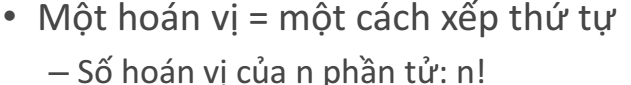 • Một hoán vị = một cách xếp thứ tự
– Số hoán vị của n phần tử: n!